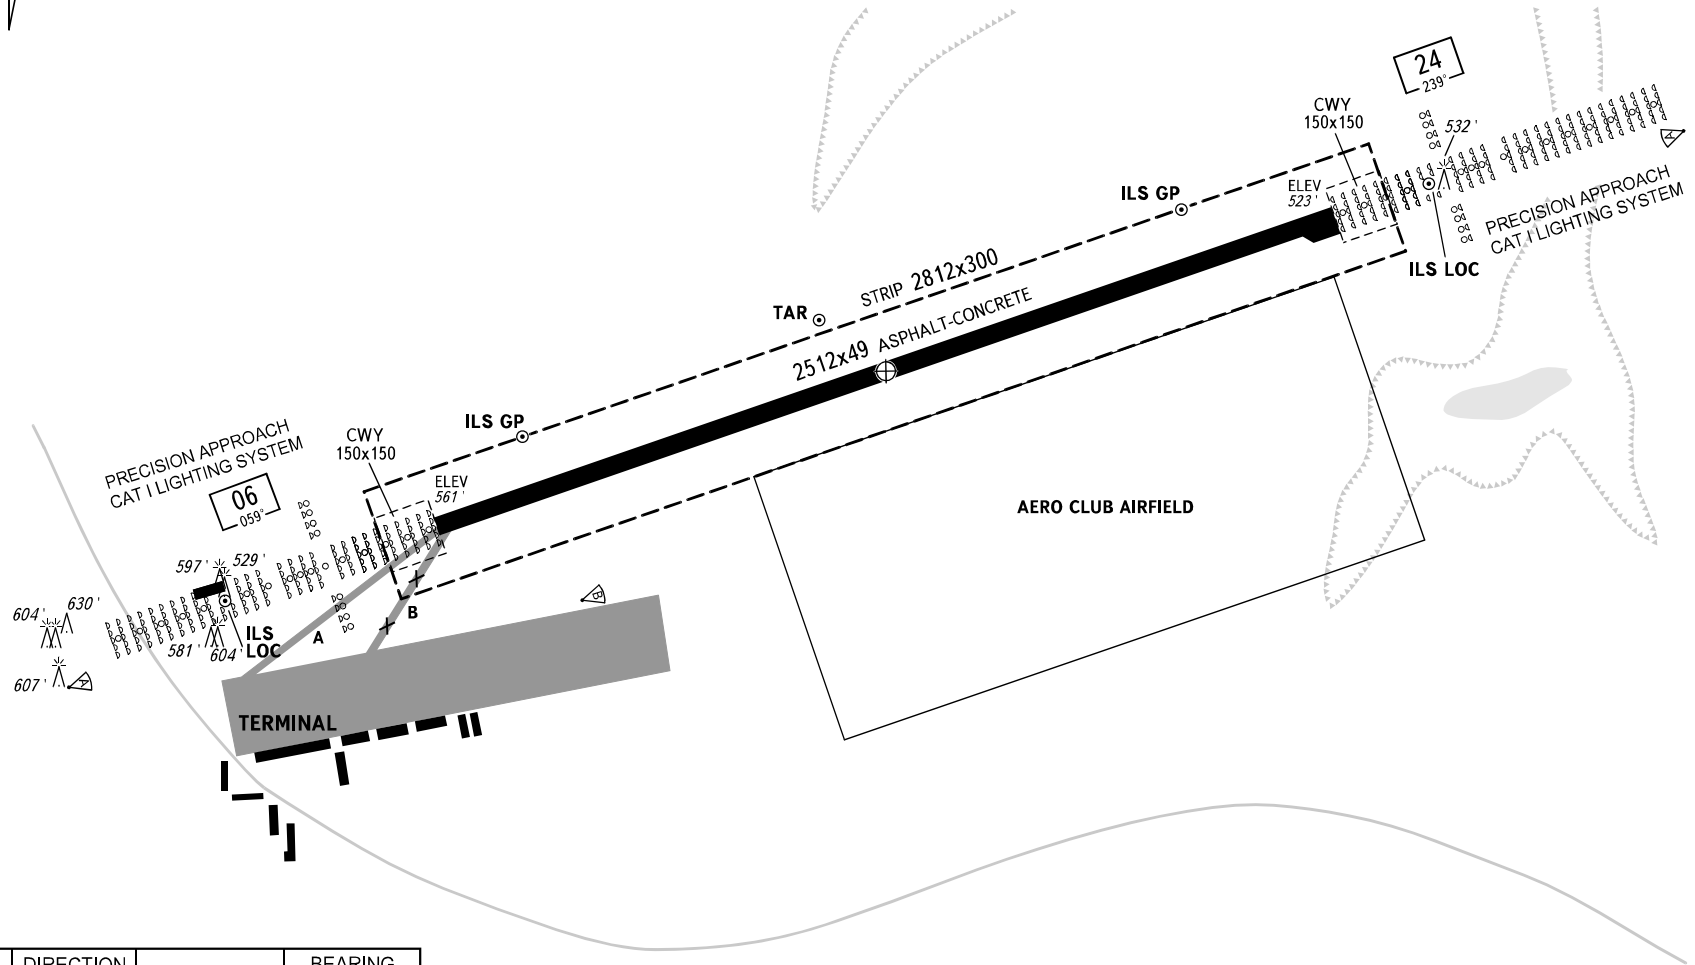 24
239°
CWY
150x150
532'
ELEV
523'
ILS GP
PRECISION APPROACH
CAT I LIGHTING SYSTEM
ILS LOC
STRIP 2812x300
TAR
2512x49 ASPHALT-CONCRETE
ILS GP
CWY
150x150
PRECISION APPROACH
CAT I LIGHTING SYSTEM
06
059°
ELEV
561'
AERO CLUB AIRFIELD
597'
529'
604'
630'
B
A
ILS
LOC
581'
604'
607'
TERMINAL
A
B
A
DIRECTION
BEARING